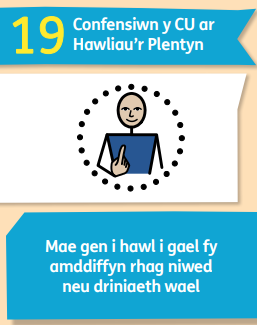 19
Confensiwn y CU ar
Hawliau'r Plentyn
Mae gen i hawl i gael fy
amddiffyn rhag niwed
neu driniaeth wael